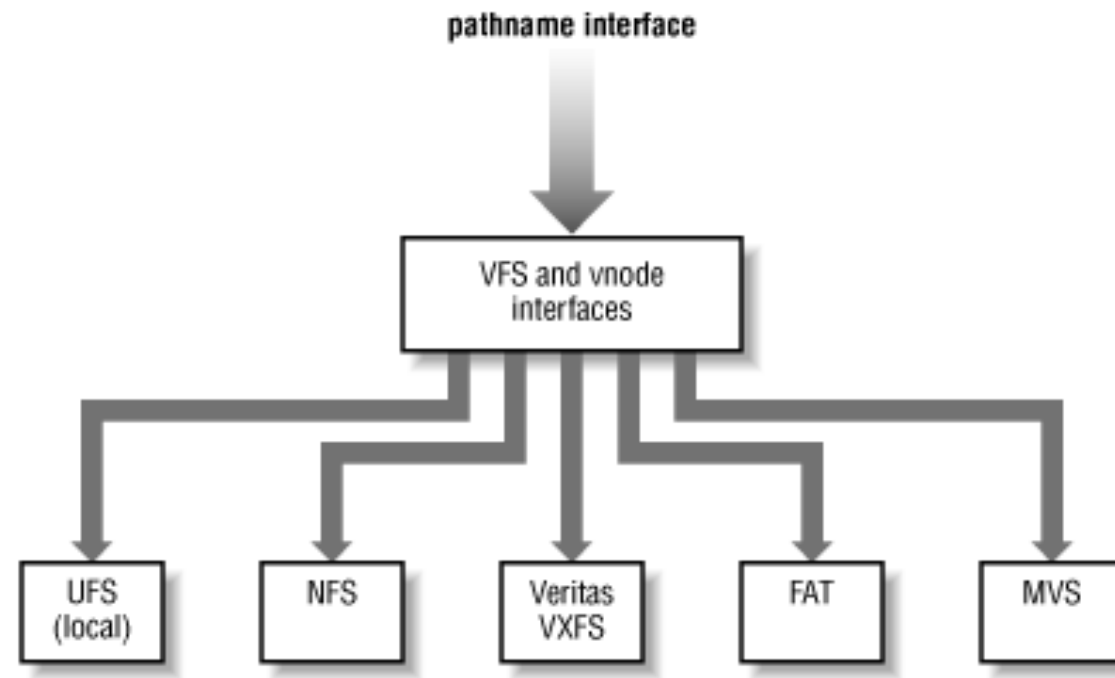 pathname interface
VFS and vnode
interfaces
UFS
(local)
NFS
Veritas
VXFS
FAT
MVS